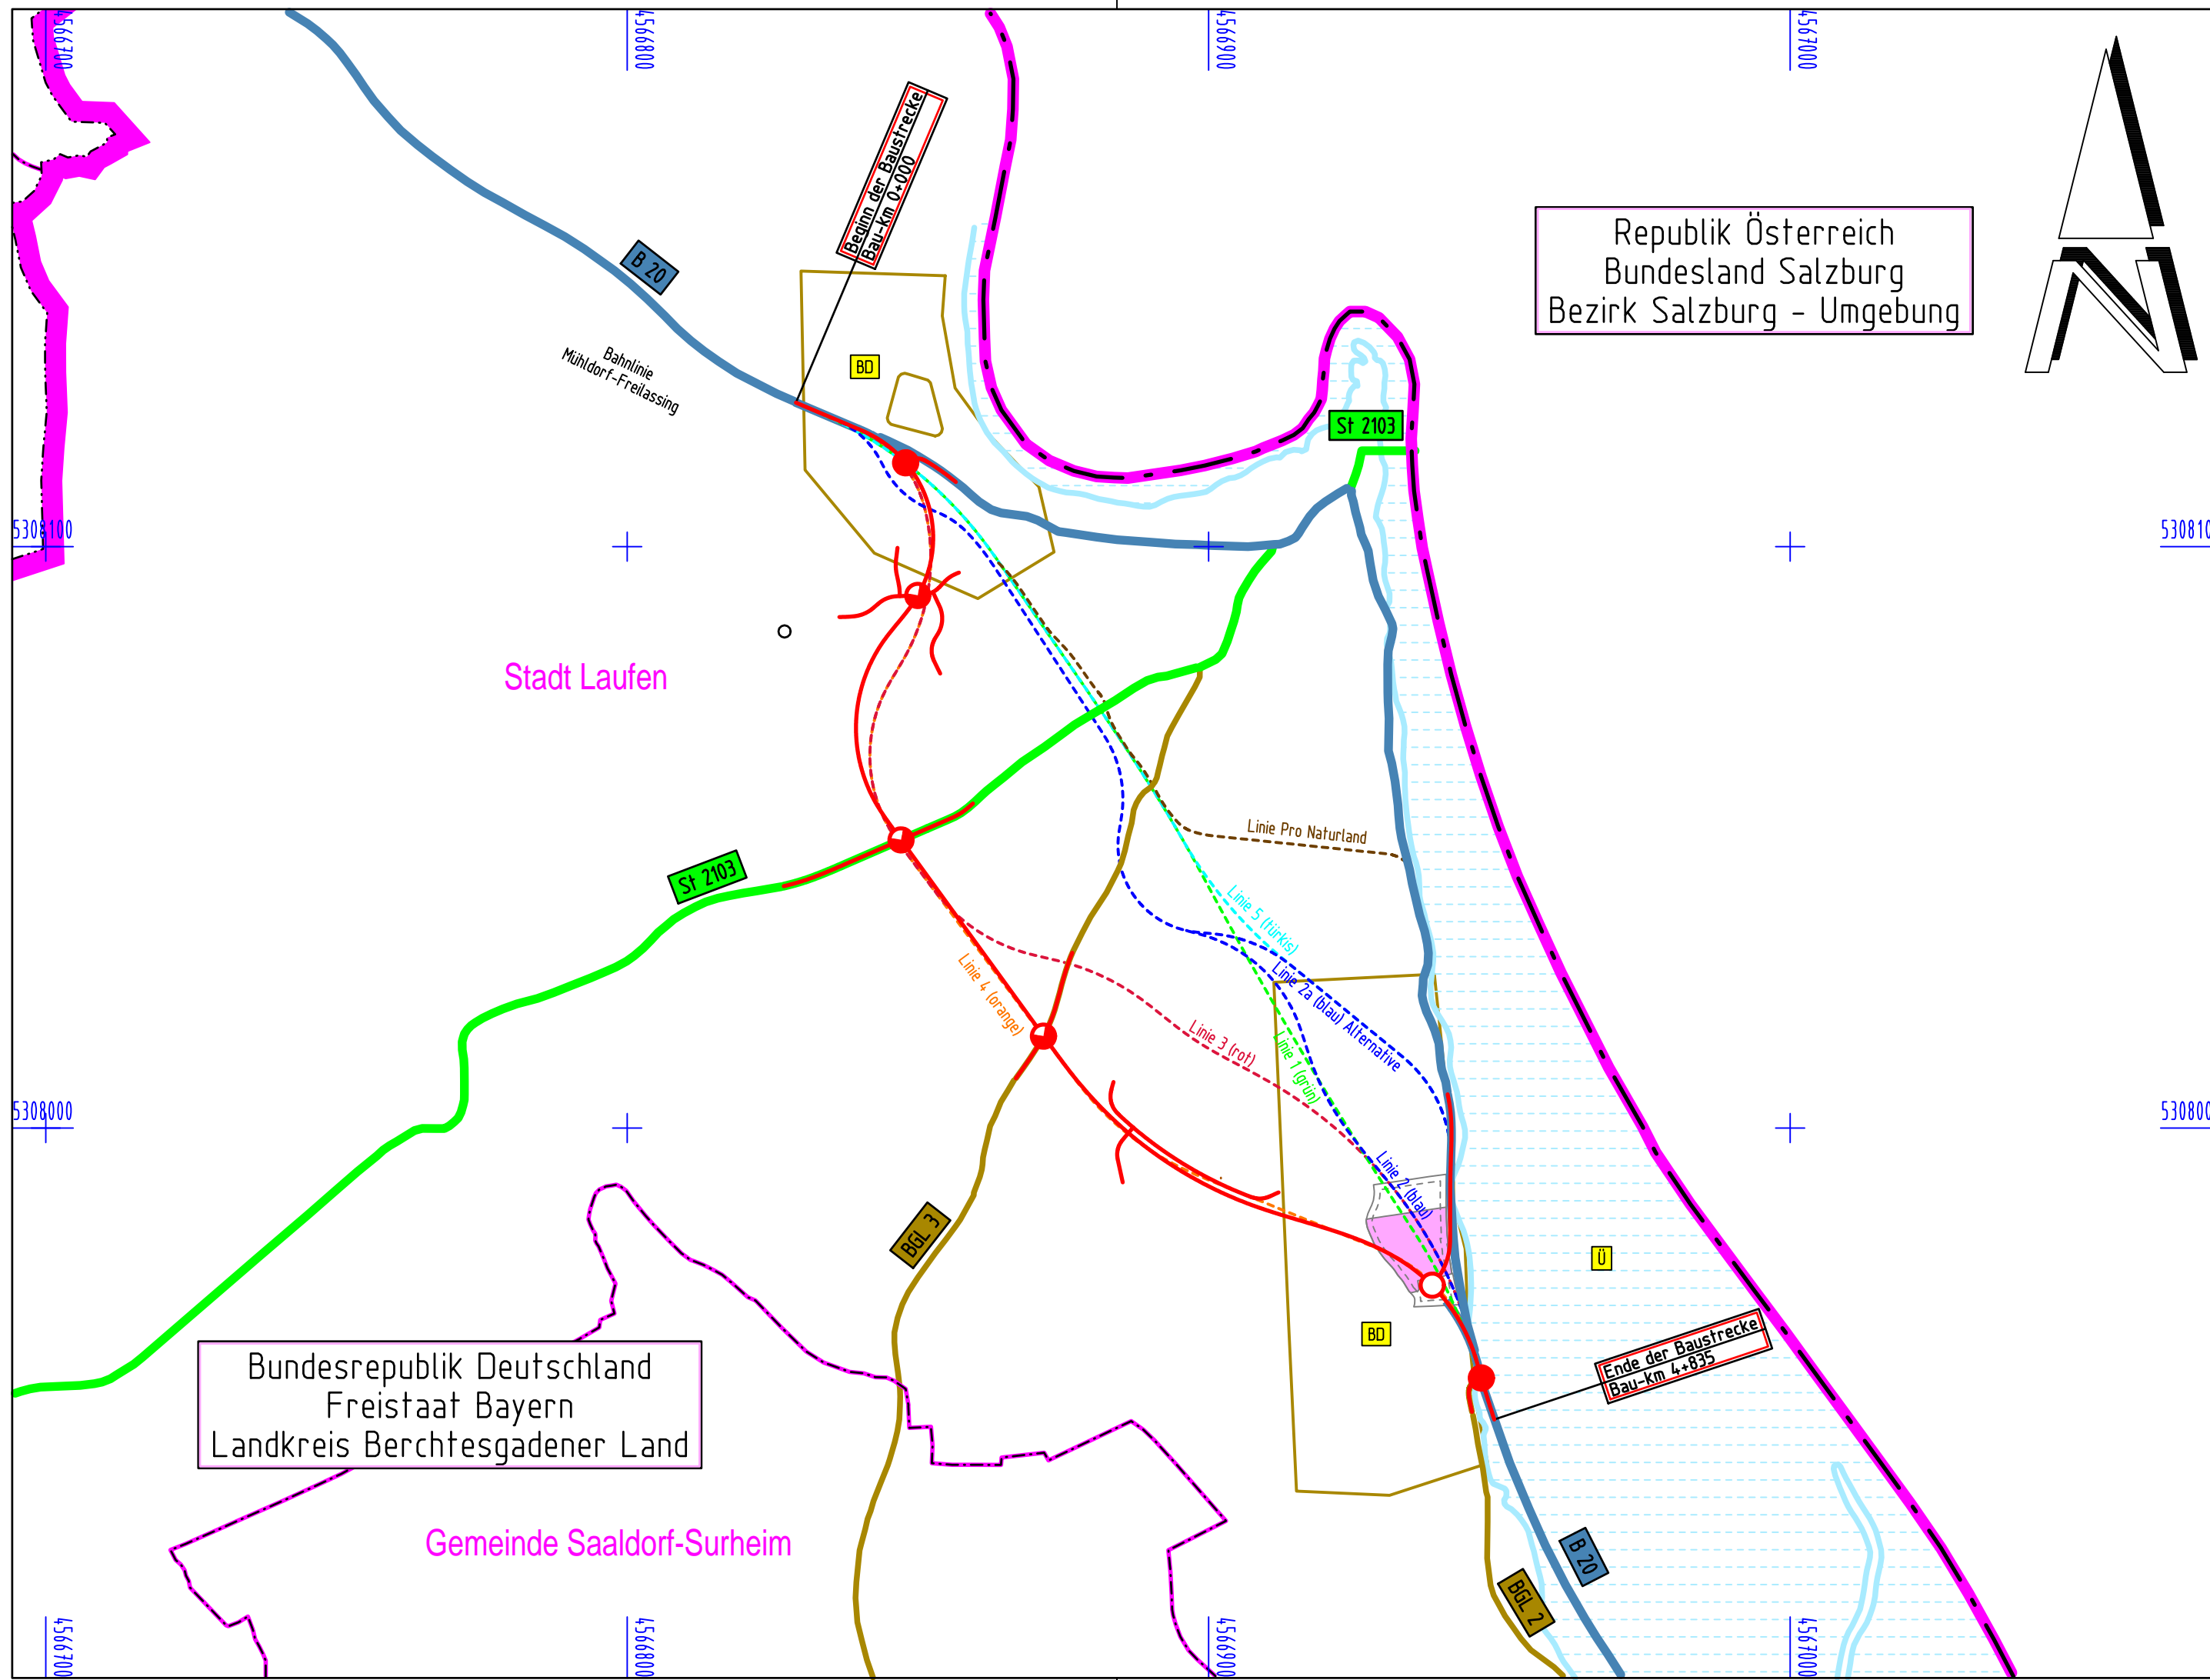 4566700
4566800
4566900
4567000
Beginn der Baustrecke
Bau-km 0+000
Republik Österreich
Bundesland Salzburg
Bezirk Salzburg - Umgebung
N
B 20
Bahnlinie
Mühldorf-Freilassing
BD
St 2103
5308100
530810
Stadt Laufen
Linie Pro Naturland
St 2103
Linie 5 (türkis)
Linie 4 (orange)
Linie 2a (blau) Alternative
Linie 3 (rot)
Linie 1 (grün)
5308000
530800
Linie 2 (blau)
BGL 3
Ü
BD
Ende der Baustrecke
Bau-km 4+835
Bundesrepublik Deutschland
Freistaat Bayern
Landkreis Berchtesgadener Land
Gemeinde Saaldorf-Surheim
B 20
BGL 2
4566700
4566800
4566900
4567000